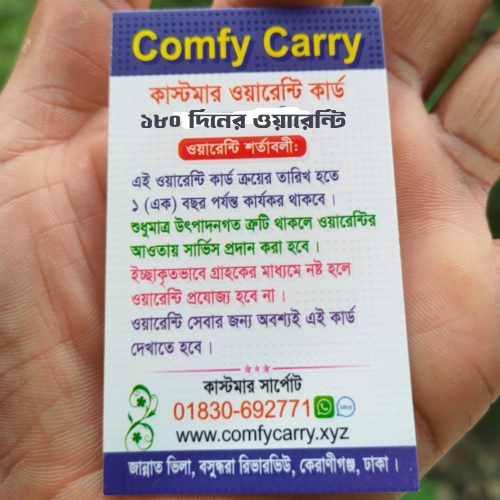 Comfy Carry
কাস্টমার ওয়ারেন্টি কার্ড
১৮০ দিনের ওয়ারেন্টি
ওয়ারেন্টি শর্তাবলী:
এই ওয়ারেন্টি কার্ড ক্রয়ের তারিখ হতে
১ (এক) বছর পর্যন্ত কার্যকর থাকবে।
শুধুমাত্র উৎপাদনগত ত্রুটি থাকলে ওয়ারেন্টির
আওতায় সার্ভিস প্রদান করা হবে।
ইচ্ছাকৃতভাবে গ্রাহকের মাধ্যমে নষ্ট হলে
ওয়ারেন্টি প্রযোজ্য হবে না।
ওয়ারেন্টি সেবার জন্য অবশ্যই এই কার্ড
দেখাতে হবে।
কাস্টমার সার্পোট
01830-692771
www.comfycarry.xyz
জান্নাত ভিলা, বসুন্ধরা রিভারভিউ, কেরাণীগঞ্জ, ঢাকা।